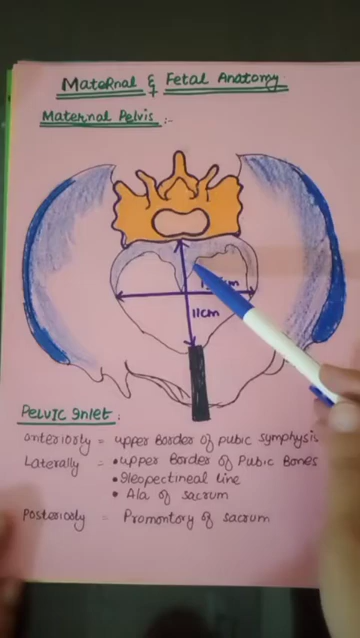 Maternal & Fetal Anatomy
Maternal Pelvis :-
11cm
Pelvic Inlet :
anteriorly = upper Border of pubic symphysis
Laterally = • upper Border of Pubic Bones
• Ileopectineal line
• Ala of sacrum
Posteriorly = Promontory of sacrum